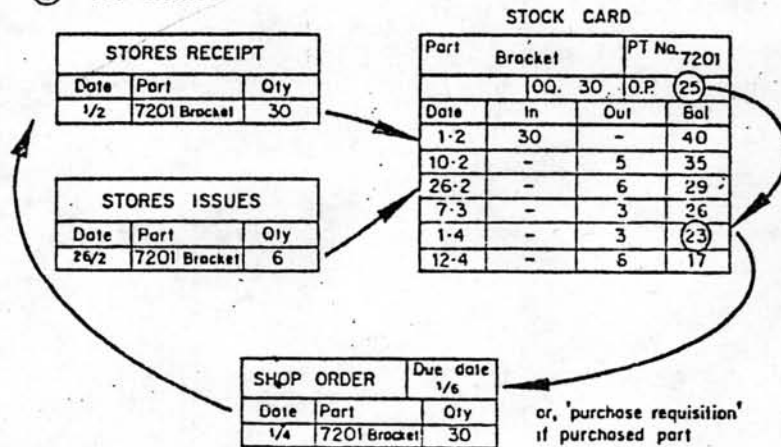 STORES RECEIPT
Date Part Qty
1/2 7201 Bracket 30
STORES ISSUES
Date Part Qty
26/2 7201 Bracket 6
STOCK CARD
Part Bracket PT No. 7201
OQ. 30 O.P. 25
Date In Out Bal
1·2 30 - 40
10·2 - 5 35
26·2 - 6 29
7·3 - 3 26
1·4 - 3 23
12·4 - 6 17
SHOP ORDER Due date 1/6
Date Part Qty
1/4 7201 Bracket 30
or, 'purchase requisition'
if purchased part